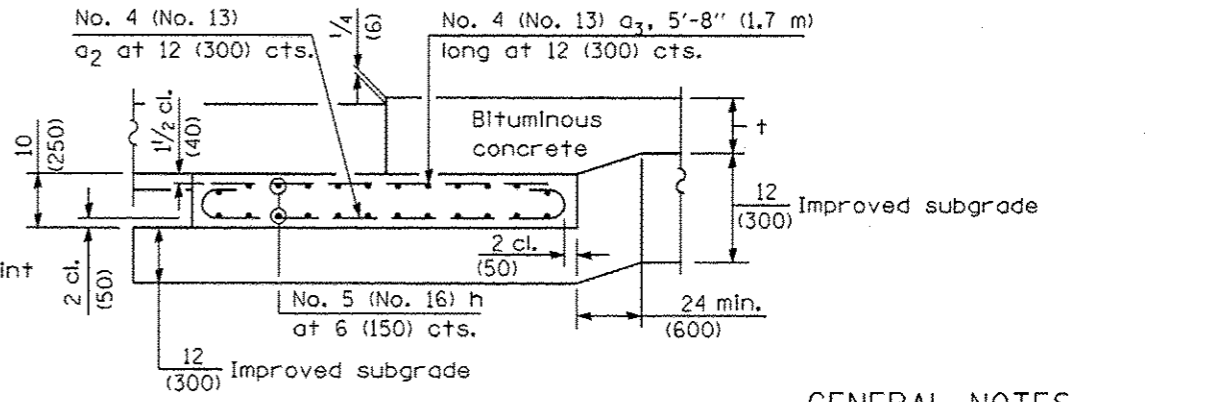 No. 4 (No. 13)
a2 at 12 (300) cts.
1/4
(6)
No. 4 (No. 13) a3, 5'-8" (1.7 m)
long at 12 (300) cts.
10
(250)
1 1/2 cl.
(40)
Bituminous
concrete
t
12
(300)
Improved subgrade
int
2 cl.
(50)
2 cl.
(50)
No. 5 (No. 16) h
at 6 (150) cts.
24 min.
(600)
12
(300)
Improved subgrade
GENERAL NOTES